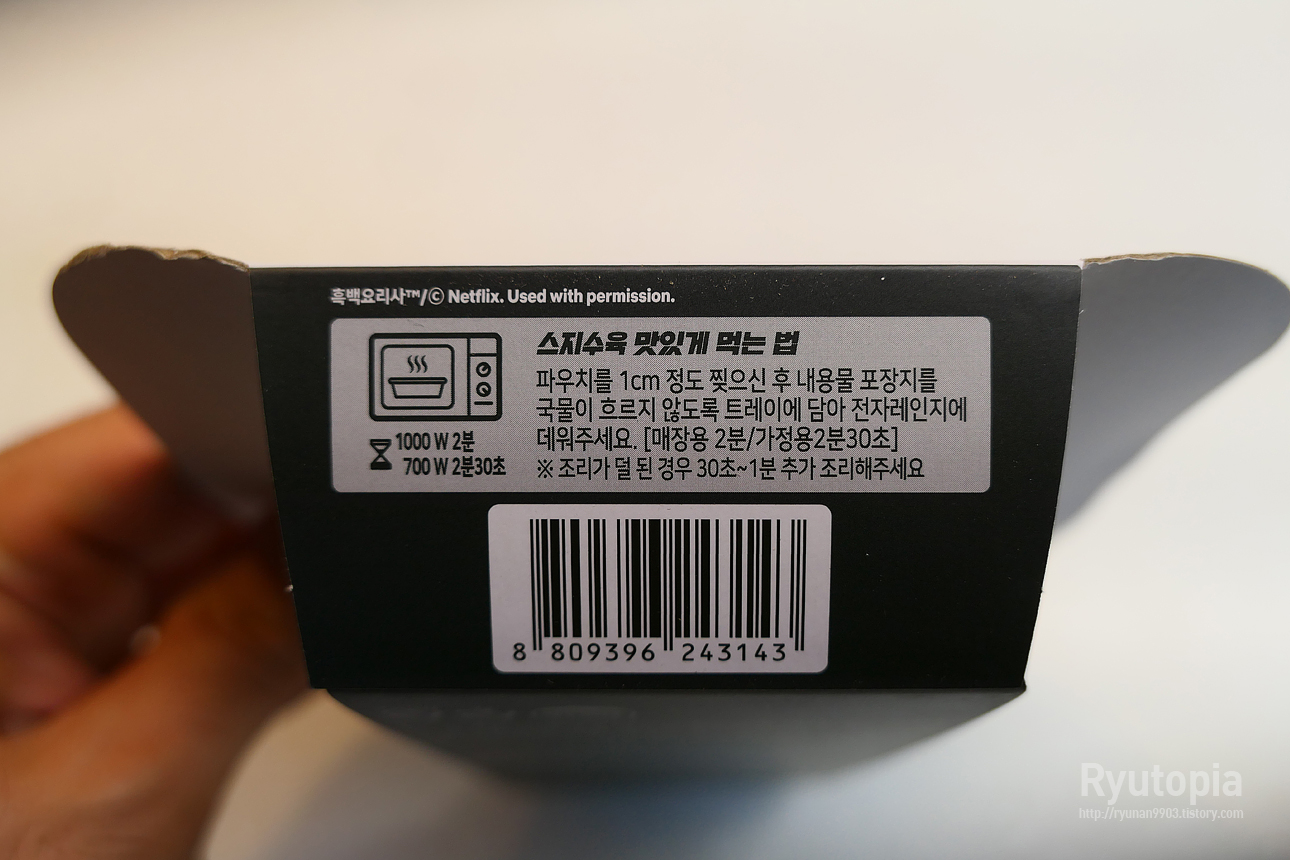 흑백요리사™/ⓒ Netflix. Used with permission.
스지수육 맛있게 먹는 법
파우치를 1cm 정도 찢으신 후 내용물 포장지를
국물이 흐르지 않도록 트레이에 담아 전자레인지에
데워주세요. [매장용 2분/가정용2분30초]
※ 조리가 덜 된 경우 30초~1분 추가 조리해주세요
1000 W 2분
700 W 2분30초
8 809396 243143
Ryutopia
http://ryunan9903.tistory.com